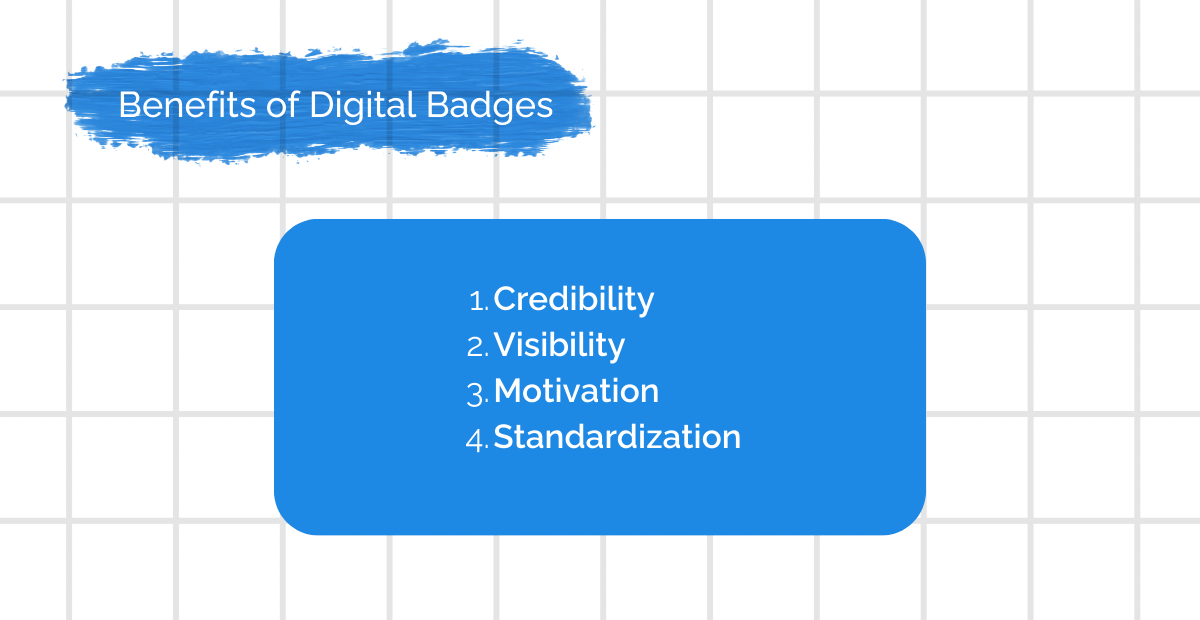 Benefits of Digital Badges
1. Credibility
2. Visibility
3. Motivation
4. Standardization